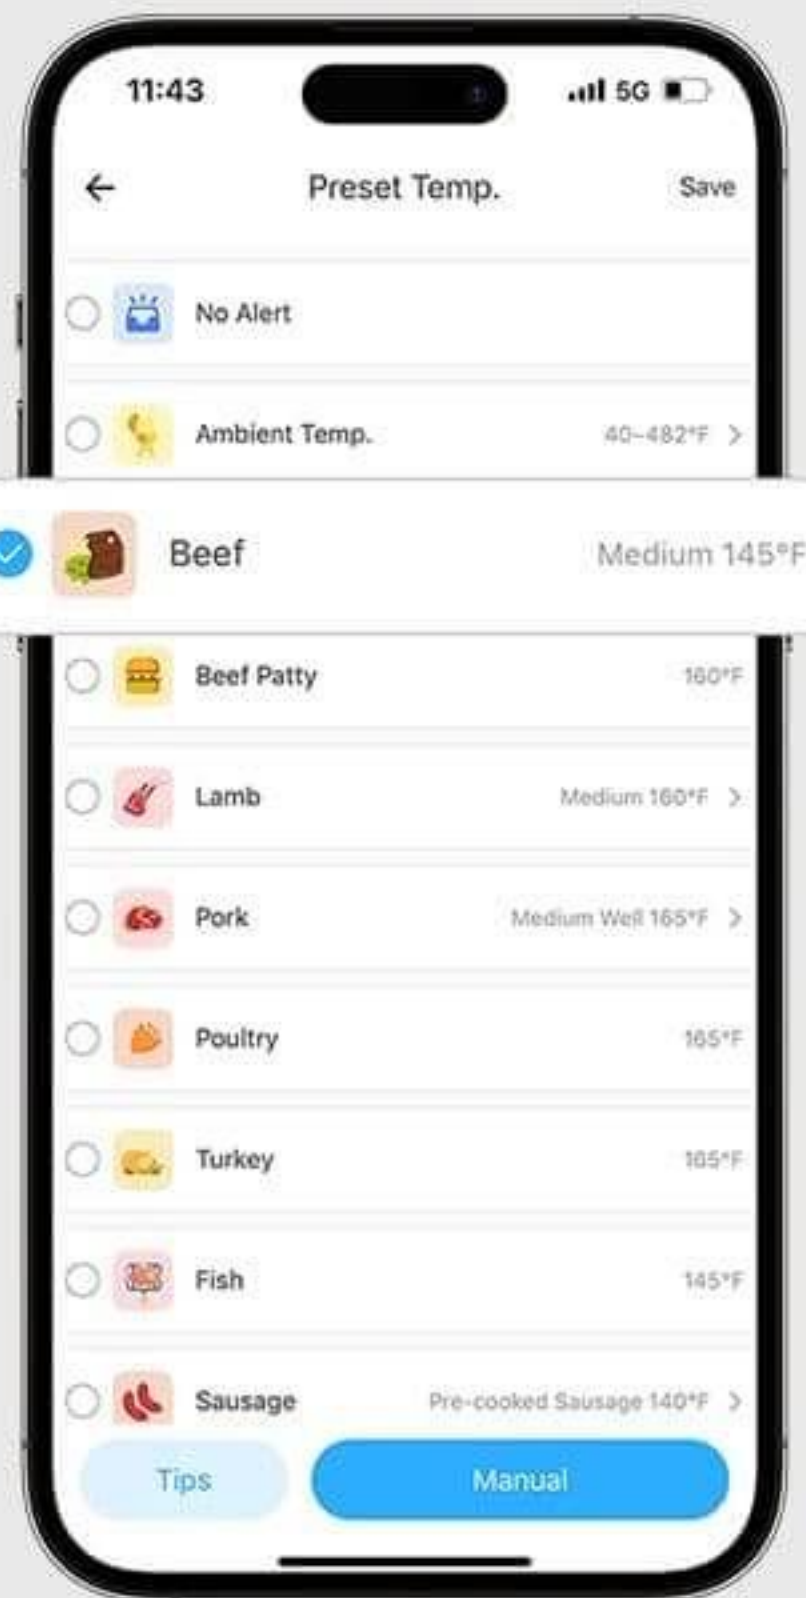 11:43 5G
Preset Temp. Save
No Alert
Ambient Temp. 40~482°F
Beef Medium 145°F
Beef Patty 160°F
Lamb Medium 160°F
Pork Medium Well 165°F
Poultry 165°F
Turkey 165°F
Fish 145°F
Sausage Pre-cooked Sausage 140°F
Tips Manual